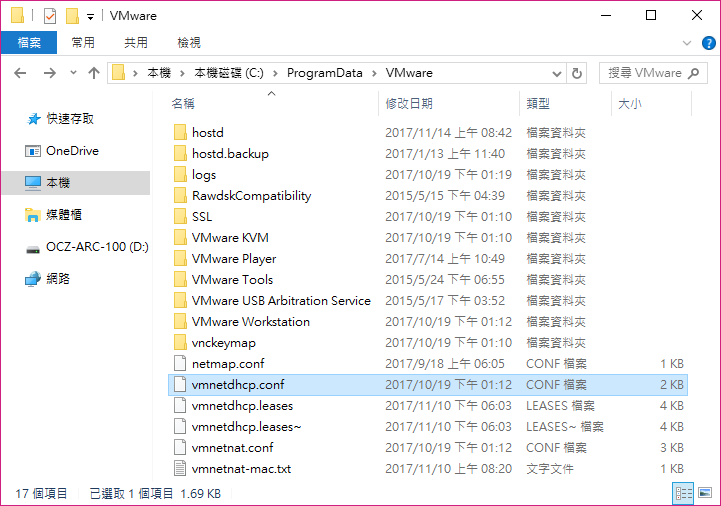 VMware
檔案 常用 共用 檢視
本機 本機磁碟 (C:) ProgramData VMware 搜尋 VMware
名稱 修改日期 類型 大小
快速存取
OneDrive
本機
媒體櫃
OCZ-ARC-100 (D:)
網路
hostd 2017/11/14 上午 08:42 檔案資料夾
hostd.backup 2017/1/13 上午 11:40 檔案資料夾
logs 2017/10/19 下午 01:19 檔案資料夾
RawdskCompatibility 2015/5/15 下午 04:39 檔案資料夾
SSL 2017/10/19 下午 01:10 檔案資料夾
VMware KVM 2017/10/19 下午 01:10 檔案資料夾
VMware Player 2017/7/14 上午 10:49 檔案資料夾
VMware Tools 2015/5/24 下午 06:55 檔案資料夾
VMware USB Arbitration Service 2015/5/17 下午 03:52 檔案資料夾
VMware Workstation 2017/10/19 下午 01:12 檔案資料夾
vnckeymap 2017/10/19 下午 01:10 檔案資料夾
netmap.conf 2017/9/18 上午 06:05 CONF 檔案 1 KB
vmnetdhcp.conf 2017/10/19 下午 01:12 CONF 檔案 2 KB
vmnetdhcp.leases 2017/11/10 下午 06:03 LEASES 檔案 4 KB
vmnetdhcp.leases~ 2017/11/10 下午 06:03 LEASES~ 檔案 4 KB
vmnetnat.conf 2017/10/19 下午 01:12 CONF 檔案 3 KB
vmnetnat-mac.txt 2017/11/10 上午 08:20 文字文件 1 KB
17 個項目 已選取 1 個項目 1.69 KB